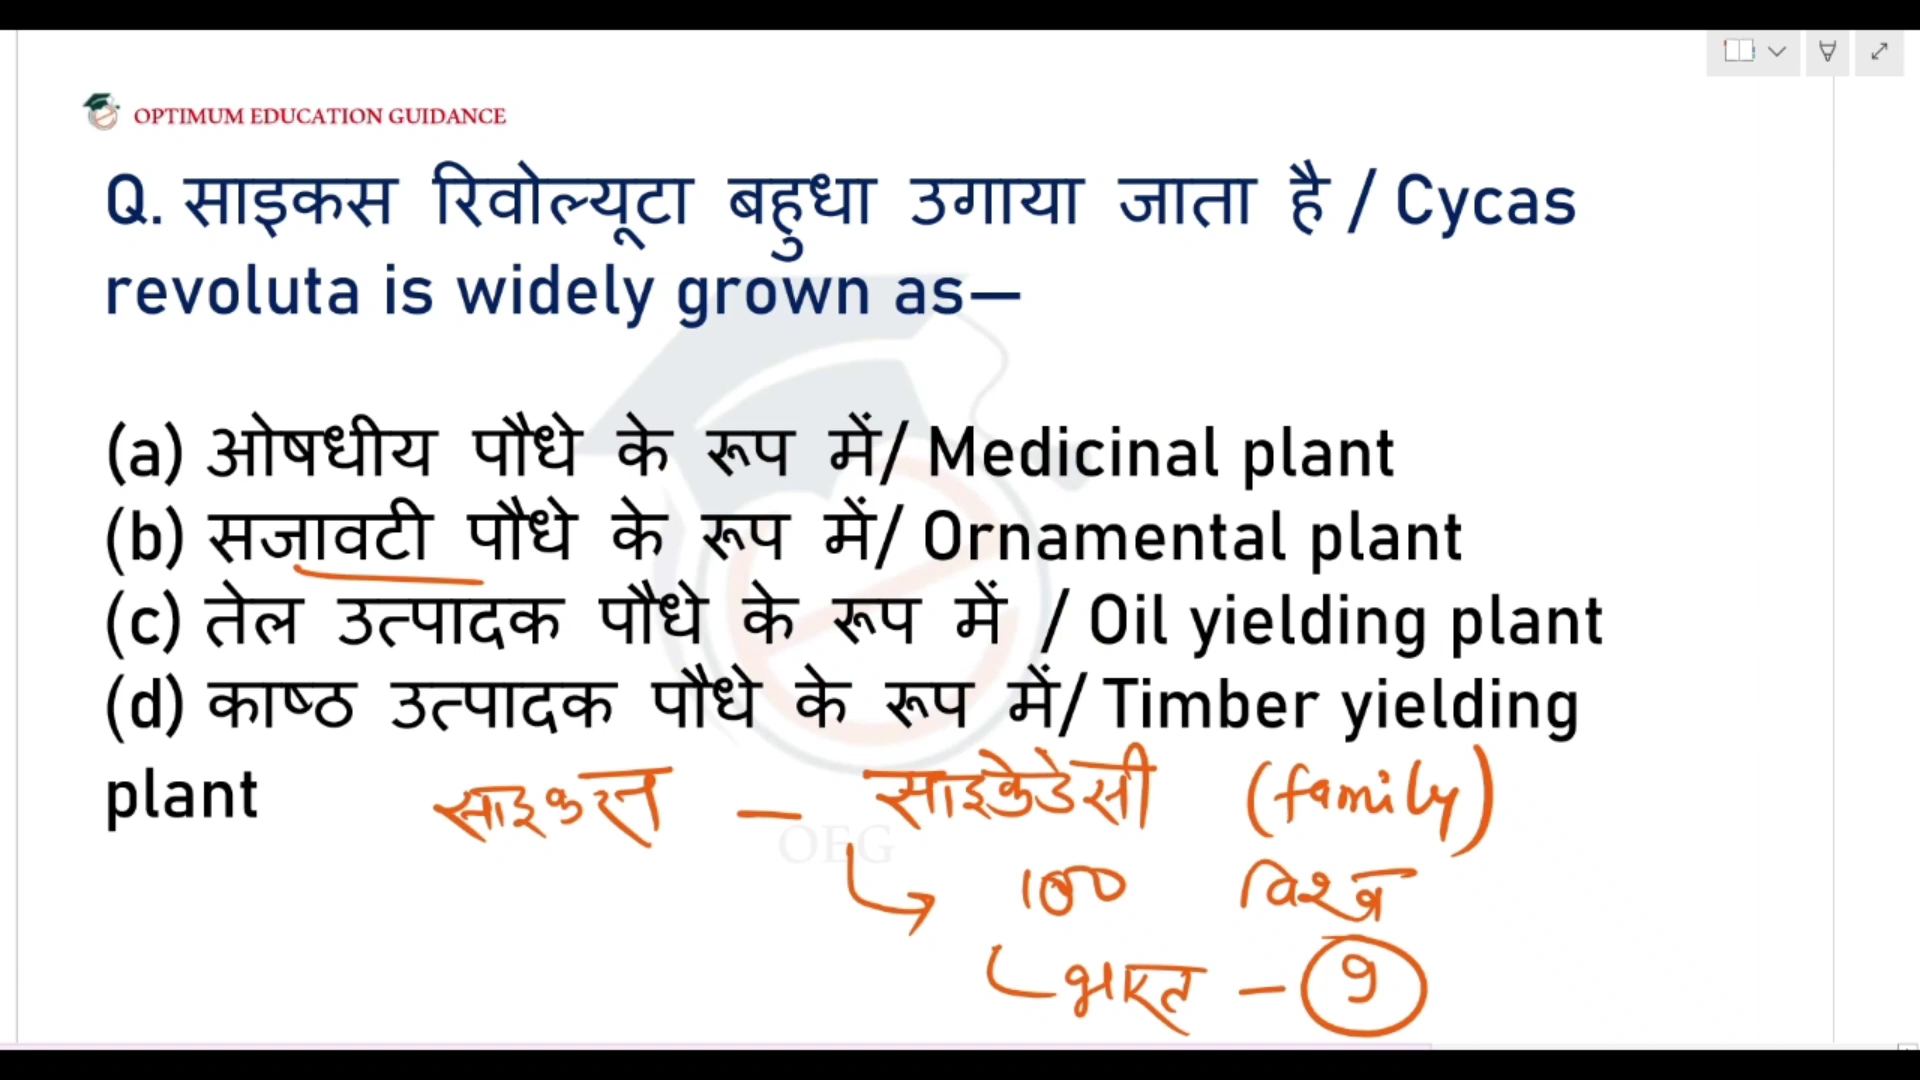 OPTIMUM EDUCATION GUIDANCE
Q. साइकस रिवोल्यूटा बहुधा उगाया जाता है / Cycas
revoluta is widely grown as—
(a) ओषधीय पौधे के रूप में/ Medicinal plant
(b) सजावटी पौधे के रूप में/ Ornamental plant
(c) तेल उत्पादक पौधे के रूप में / Oil yielding plant
(d) काष्ठ उत्पादक पौधे के रूप में/ Timber yielding
plant
साइकस – साइकेडेसी (family)
OEG
100 विश्व
भारत – 9